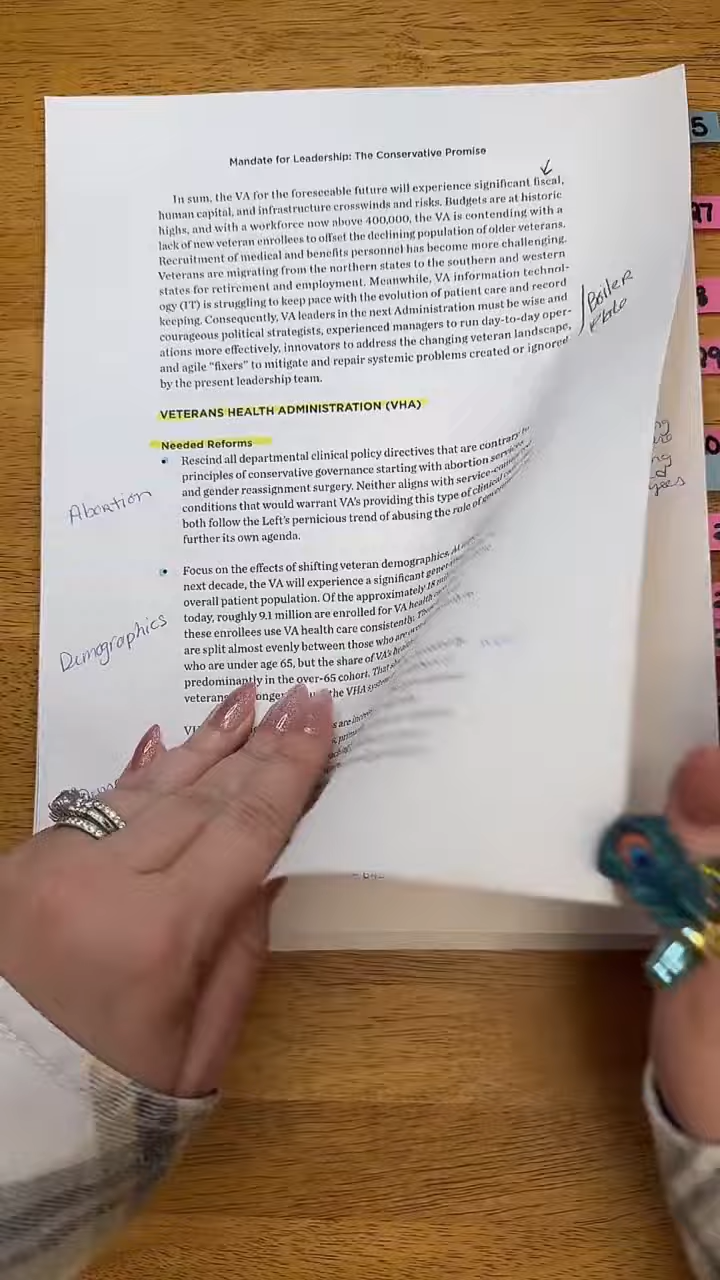 Mandate for Leadership: The Conservative Promise
In sum, the VA for the foreseeable future will experience significant fiscal,
human capital, and infrastructure crosswinds and risks. Budgets are at historic
highs, and with a workforce now above 400,000, the VA is contending with a
lack of new veteran enrollees to offset the declining population of older veterans.
Recruitment of medical and benefits personnel has become more challenging.
Veterans are migrating from the northern states to the southern and western
states for retirement and employment. Meanwhile, VA information technol-
ogy (IT) is struggling to keep pace with the evolution of patient care and record
keeping. Consequently, VA leaders in the next Administration must be wise and
courageous political strategists, experienced managers to run day-to-day oper-
ations more effectively, innovators to address the changing veteran landscape,
and agile "fixers" to mitigate and repair systemic problems created or ignored
by the present leadership team.
Boiler
plate
VETERANS HEALTH ADMINISTRATION (VHA)
Needed Reforms
• Rescind all departmental clinical policy directives that are contrary
principles of conservative governance starting with abortion
and gender reassignment surgery. Neither aligns with
conditions that would warrant VA's providing this type of clinical
both follow the Left's pernicious trend of abusing the role of
further its own agenda.
Abortion
• Focus on the effects of shifting veteran demographics.
next decade, the VA will experience a significant
overall patient population. Of the approximately 18
today, roughly 9.1 million are enrolled for VA health
these enrollees use VA health care consistently.
are split almost evenly between those who are
who are under age 65, but the share of VA's
predominantly in the over-65 cohort. That
the VHA
Demographics
5